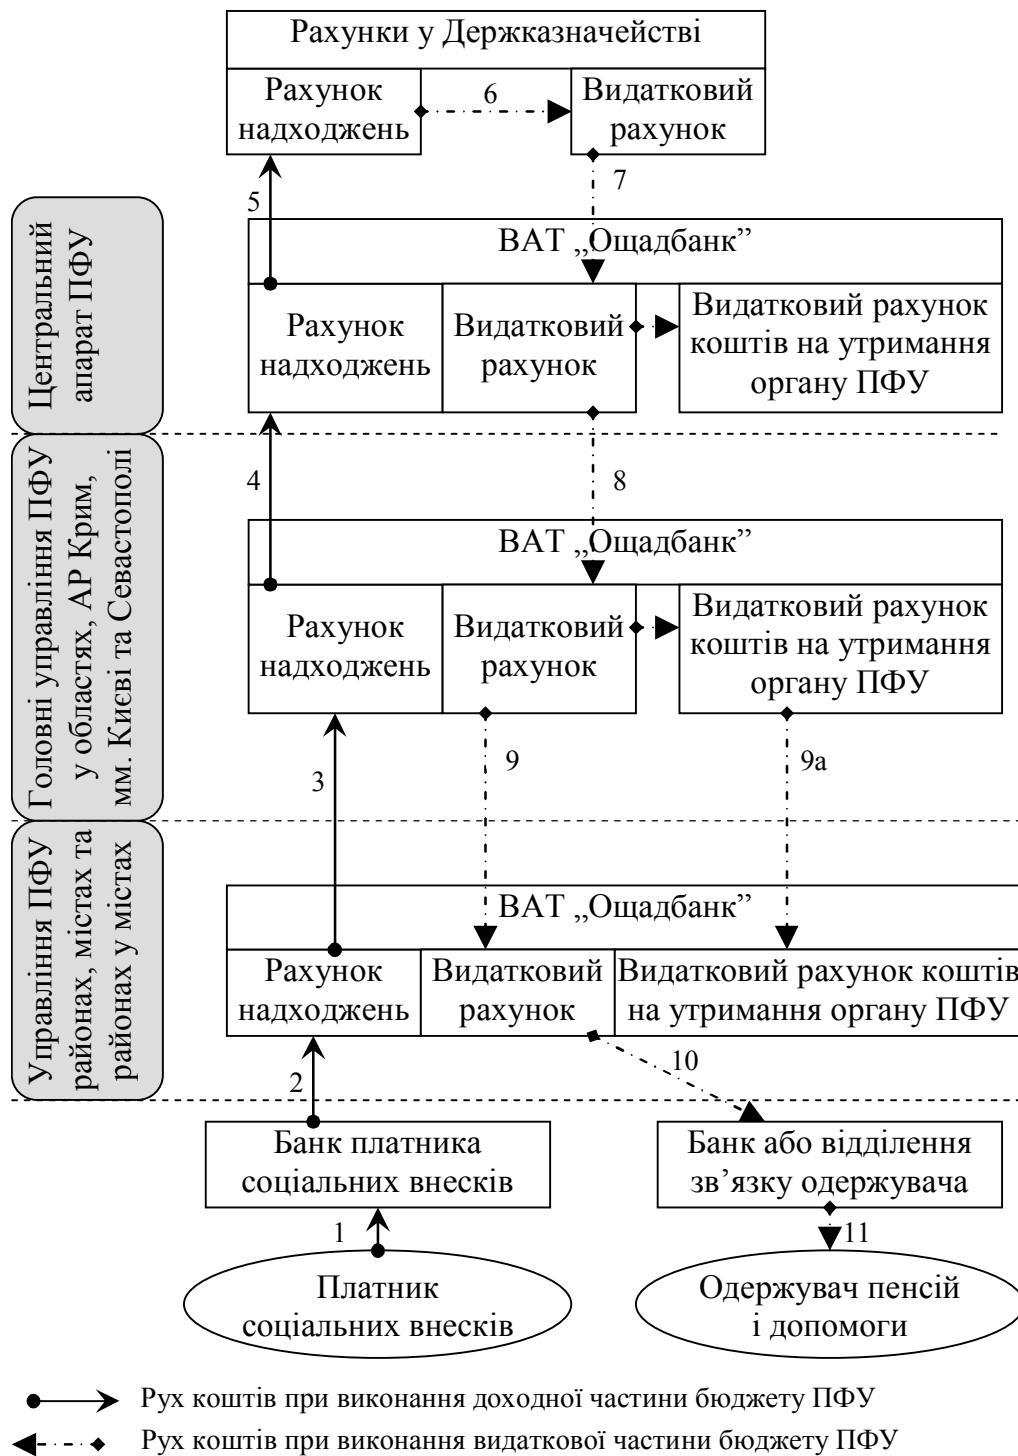 Рахунки у Держказначействі
Рахунок
надходжень
6
Видатковий
рахунок
5
7
Центральний
апарат ПФУ
ВАТ „Ощадбанк”
Рахунок
надходжень
Видатковий
рахунок
Видатковий рахунок
коштів на утримання
органу ПФУ
4
8
Головні управління ПФУ
у областях, АР Крим,
мм. Києві та Севастополі
ВАТ „Ощадбанк”
Рахунок
надходжень
Видатковий
рахунок
Видатковий рахунок
коштів на утримання
органу ПФУ
3
9
9а
Управління ПФУ
районах, містах та
районах у містах
ВАТ „Ощадбанк”
Рахунок
надходжень
Видатковий
рахунок
Видатковий рахунок коштів
на утримання органу ПФУ
2
10
Банк платника
соціальних внесків
Банк або відділення
зв’язку одержувача
1
11
Платник
соціальних внесків
Одержувач пенсій
і допомоги
Рух коштів при виконання доходної частини бюджету ПФУ
Рух коштів при виконання видаткової частини бюджету ПФУ